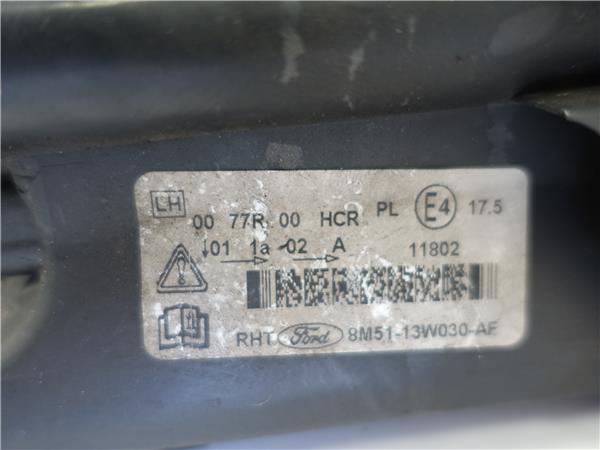 LH
00 77R 00 HCR PL E4 17.5
↓01 1a 02 A 11802
RHT Ford 8M51-13W030-AF